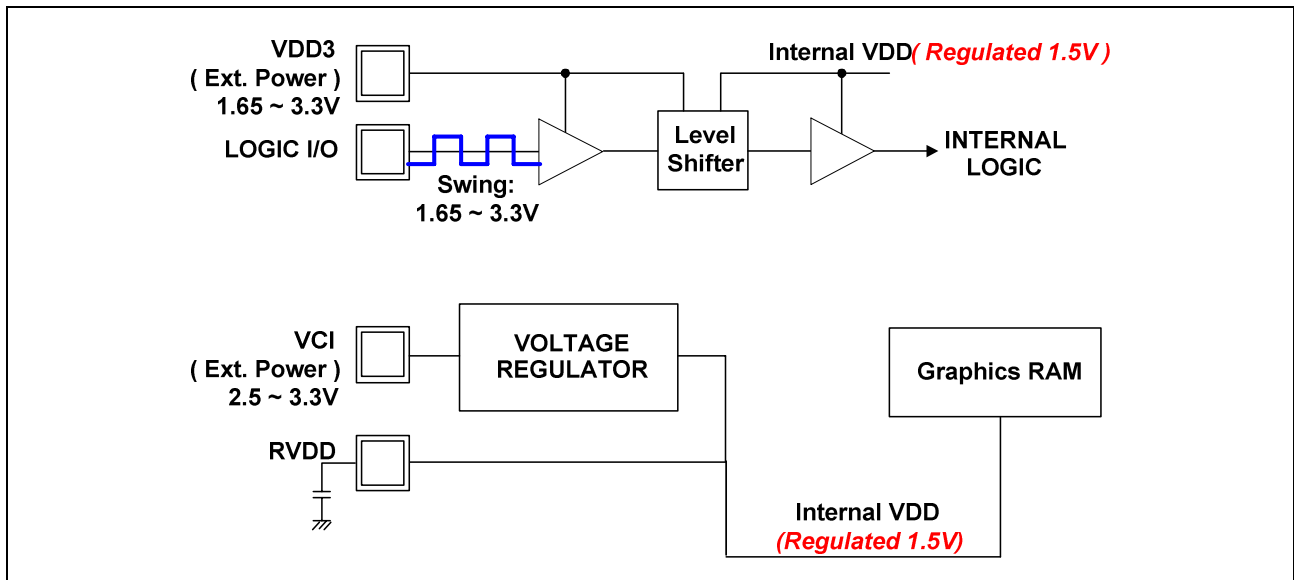 VDD3
( Ext. Power )
1.65 ~ 3.3V
LOGIC I/O
Swing:
1.65 ~ 3.3V
Level
Shifter
Internal VDD( Regulated 1.5V )
INTERNAL
LOGIC
VCI
( Ext. Power )
2.5 ~ 3.3V
VOLTAGE
REGULATOR
Graphics RAM
RVDD
Internal VDD
(Regulated 1.5V)